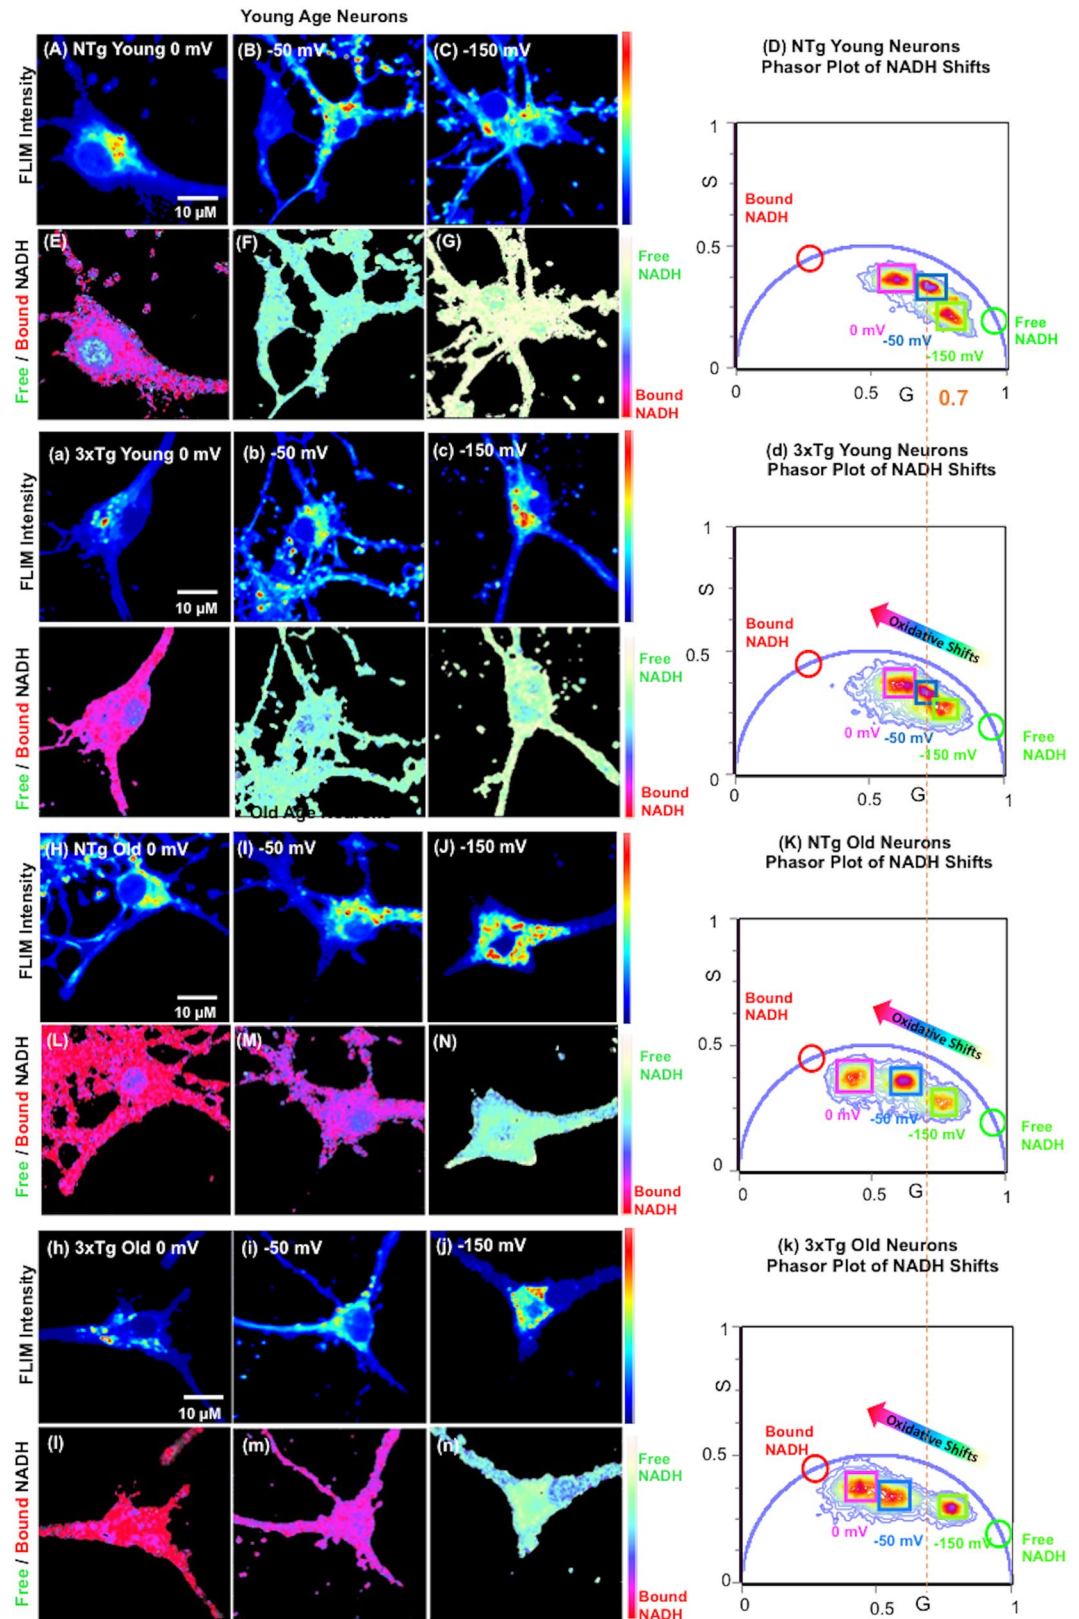 Young Age Neurons
(A) NTg Young 0 mV
(B) -50 mV
(C) -150 mV
FLIM Intensity
10 µM
(D) NTg Young Neurons
Phasor Plot of NADH Shifts
1
S
Bound
NADH
0.5
0 mV
-50 mV
-150 mV
Free
NADH
0
0
0.5
G
0.7
1
(E)
(F)
(G)
Free / Bound NADH
Free
NADH
Bound
NADH
(a) 3xTg Young 0 mV
(b) -50 mV
(c) -150 mV
FLIM Intensity
10 µM
(d) 3xTg Young Neurons
Phasor Plot of NADH Shifts
1
S
Oxidative Shifts
Bound
NADH
0.5
0 mV
-50 mV
-150 mV
Free
NADH
0
0
0.5
G
1
Free / Bound NADH
Free
NADH
Bound
NADH
Old Age Neurons
(H) NTg Old 0 mV
(I) -50 mV
(J) -150 mV
FLIM Intensity
10 µM
(K) NTg Old Neurons
Phasor Plot of NADH Shifts
1
S
Bound
NADH
Oxidative Shifts
0.5
0 mV
-50 mV
-150 mV
Free
NADH
0
0
0.5
G
1
(L)
(M)
(N)
Free / Bound NADH
Free
NADH
Bound
NADH
(h) 3xTg Old 0 mV
(i) -50 mV
(j) -150 mV
FLIM Intensity
10 µM
(k) 3xTg Old Neurons
Phasor Plot of NADH Shifts
1
S
Bound
NADH
Oxidative Shifts
0.5
0 mV
-50 mV
-150 mV
Free
NADH
0
0
0.5
G
1
(l)
(m)
(n)
Free / Bound NADH
Free
NADH
Bound
NADH